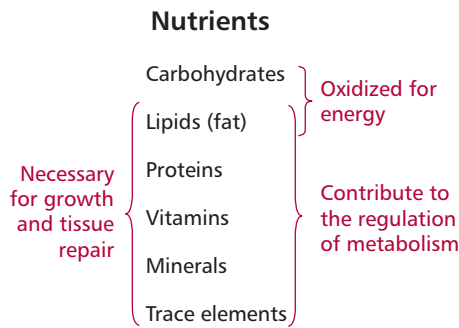 Nutrients
Carbohydrates
Lipids (fat)
Proteins
Vitamins
Minerals
Trace elements
Oxidized for
energy
Necessary
for growth
and tissue
repair
Contribute to
the regulation
of metabolism